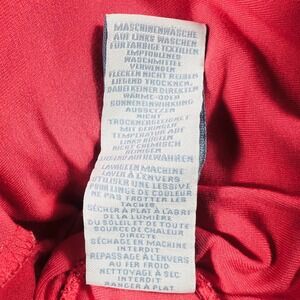 MASCHINENWÄSCHE
AUF LINKS WASCHEN
FÜR FARBIGE TEXTILIEN
EMPFOHLENES
WASCHMITTEL
VERWENDEN
FLECKEN NICHT REIBEN
LIEGEND TROCKNEN,
DABEI KEINER DIREKTEN
WÄRME-ODER
SONNENEINWIRKUNG
AUSSETZEN
NICHT
TROCKNERGEEIGNET
MIT GERINGER
TEMPERATUR AUF
LINKS BÜGELN
NICHT CHEMISCH
REINIGEN
LIEGEND AUFBEWAHREN
LAVAGE EN MACHINE
LAVER À L'ENVERS
UTILISER UNE LESSIVE
POUR LINGE DE COULEUR
NE PAS FROTTER LES
TACHES
SÉCHER À PLAT À L'ABRI
DE LA LUMIÈRE
DU SOLEIL ET DE TOUTE
SOURCE DE CHALEUR
DIRECTE
SÉCHAGE EN MACHINE
INTERDIT
REPASSAGE À L'ENVERS
AU FER FROID
NETTOYAGE À SEC
INTERDIT
RANGER À PLAT